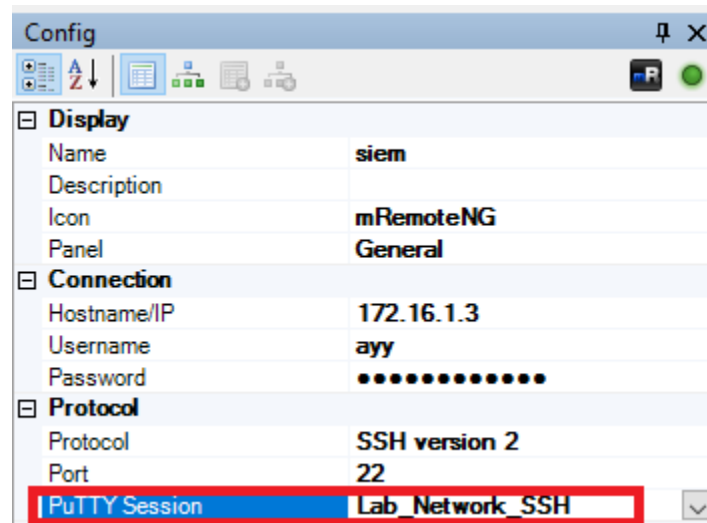 Config
Display
Name siem
Description
Icon mRemoteNG
Panel General
Connection
Hostname/IP 172.16.1.3
Username ayy
Password ●●●●●●●●●●●●
Protocol
Protocol SSH version 2
Port 22
PuTTY Session Lab_Network_SSH